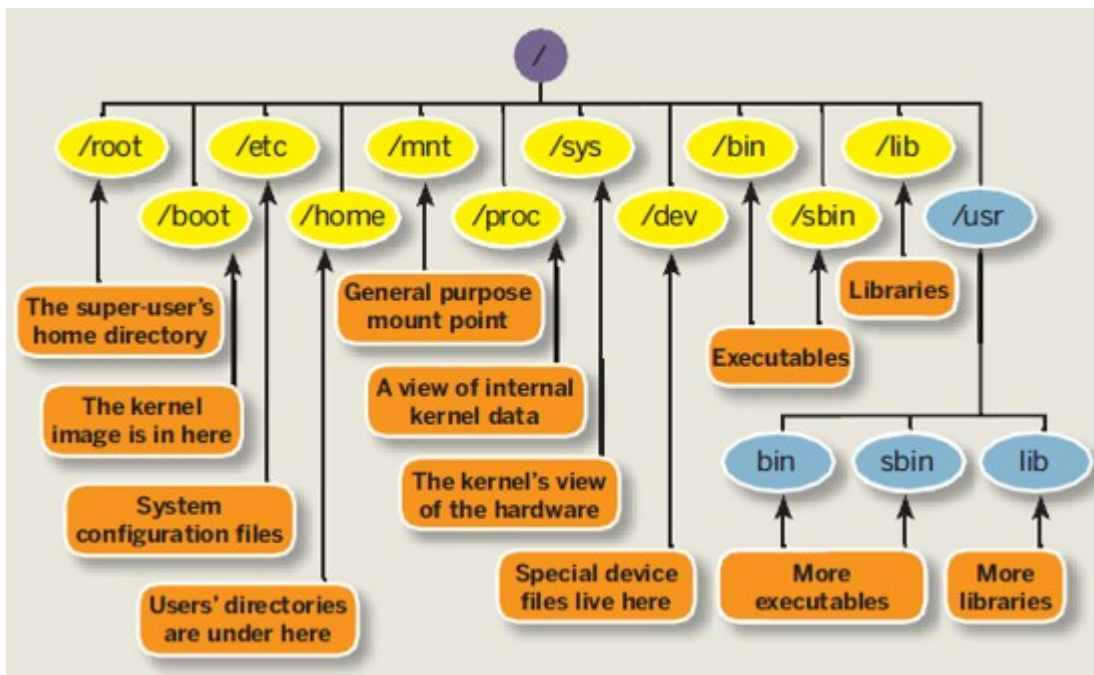 /
/root
/etc
/mnt
/sys
/bin
/lib
/boot
/home
/proc
/dev
/sbin
/usr
The super-user’s
home directory
General purpose
mount point
Libraries
Executables
The kernel
image is in here
A view of internal
kernel data
bin
sbin
lib
System
configuration files
The kernel’s view
of the hardware
Users’ directories
are under here
Special device
files live here
More
executables
More
libraries